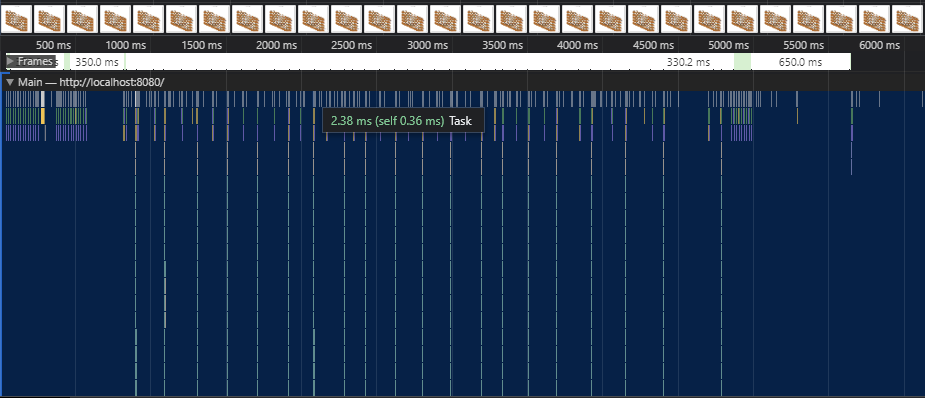 500 ms 1000 ms 1500 ms 2000 ms 2500 ms 3000 ms 3500 ms 4000 ms 4500 ms 5000 ms 5500 ms 6000 ms
Frames 350.0 ms 330.2 ms 650.0 ms
Main — http://localhost:8080/
2.38 ms (self 0.36 ms) Task